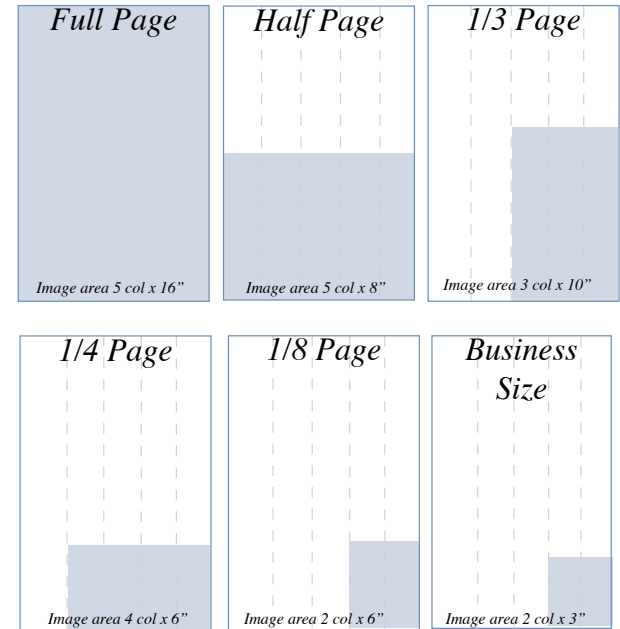 Full Page
Image area 5 col x 16”
Half Page
Image area 5 col x 8”
1/3 Page
Image area 3 col x 10”
1/4 Page
Image area 4 col x 6”
1/8 Page
Image area 2 col x 6”
Business
Size
Image area 2 col x 3”